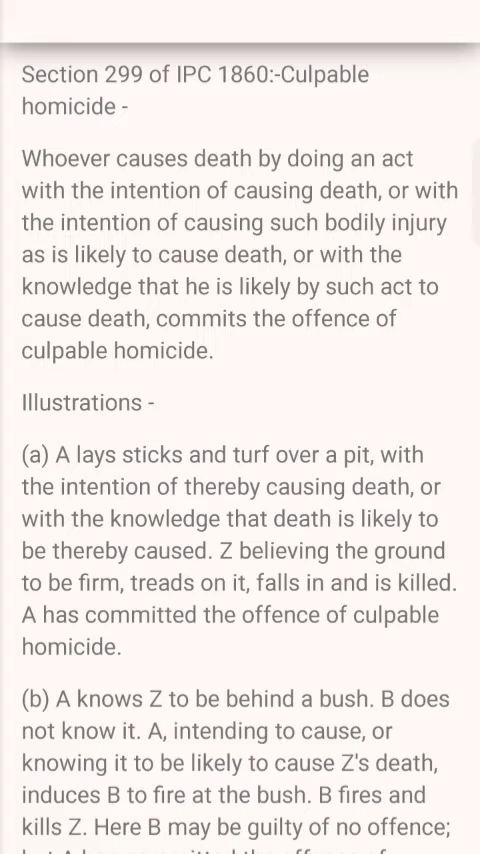 Section 299 of IPC 1860:-Culpable
homicide -
Whoever causes death by doing an act
with the intention of causing death, or with
the intention of causing such bodily injury
as is likely to cause death, or with the
knowledge that he is likely by such act to
cause death, commits the offence of
culpable homicide.
Illustrations -
(a) A lays sticks and turf over a pit, with
the intention of thereby causing death, or
with the knowledge that death is likely to
be thereby caused. Z believing the ground
to be firm, treads on it, falls in and is killed.
A has committed the offence of culpable
homicide.
(b) A knows Z to be behind a bush. B does
not know it. A, intending to cause, or
knowing it to be likely to cause Z's death,
induces B to fire at the bush. B fires and
kills Z. Here B may be guilty of no offence;